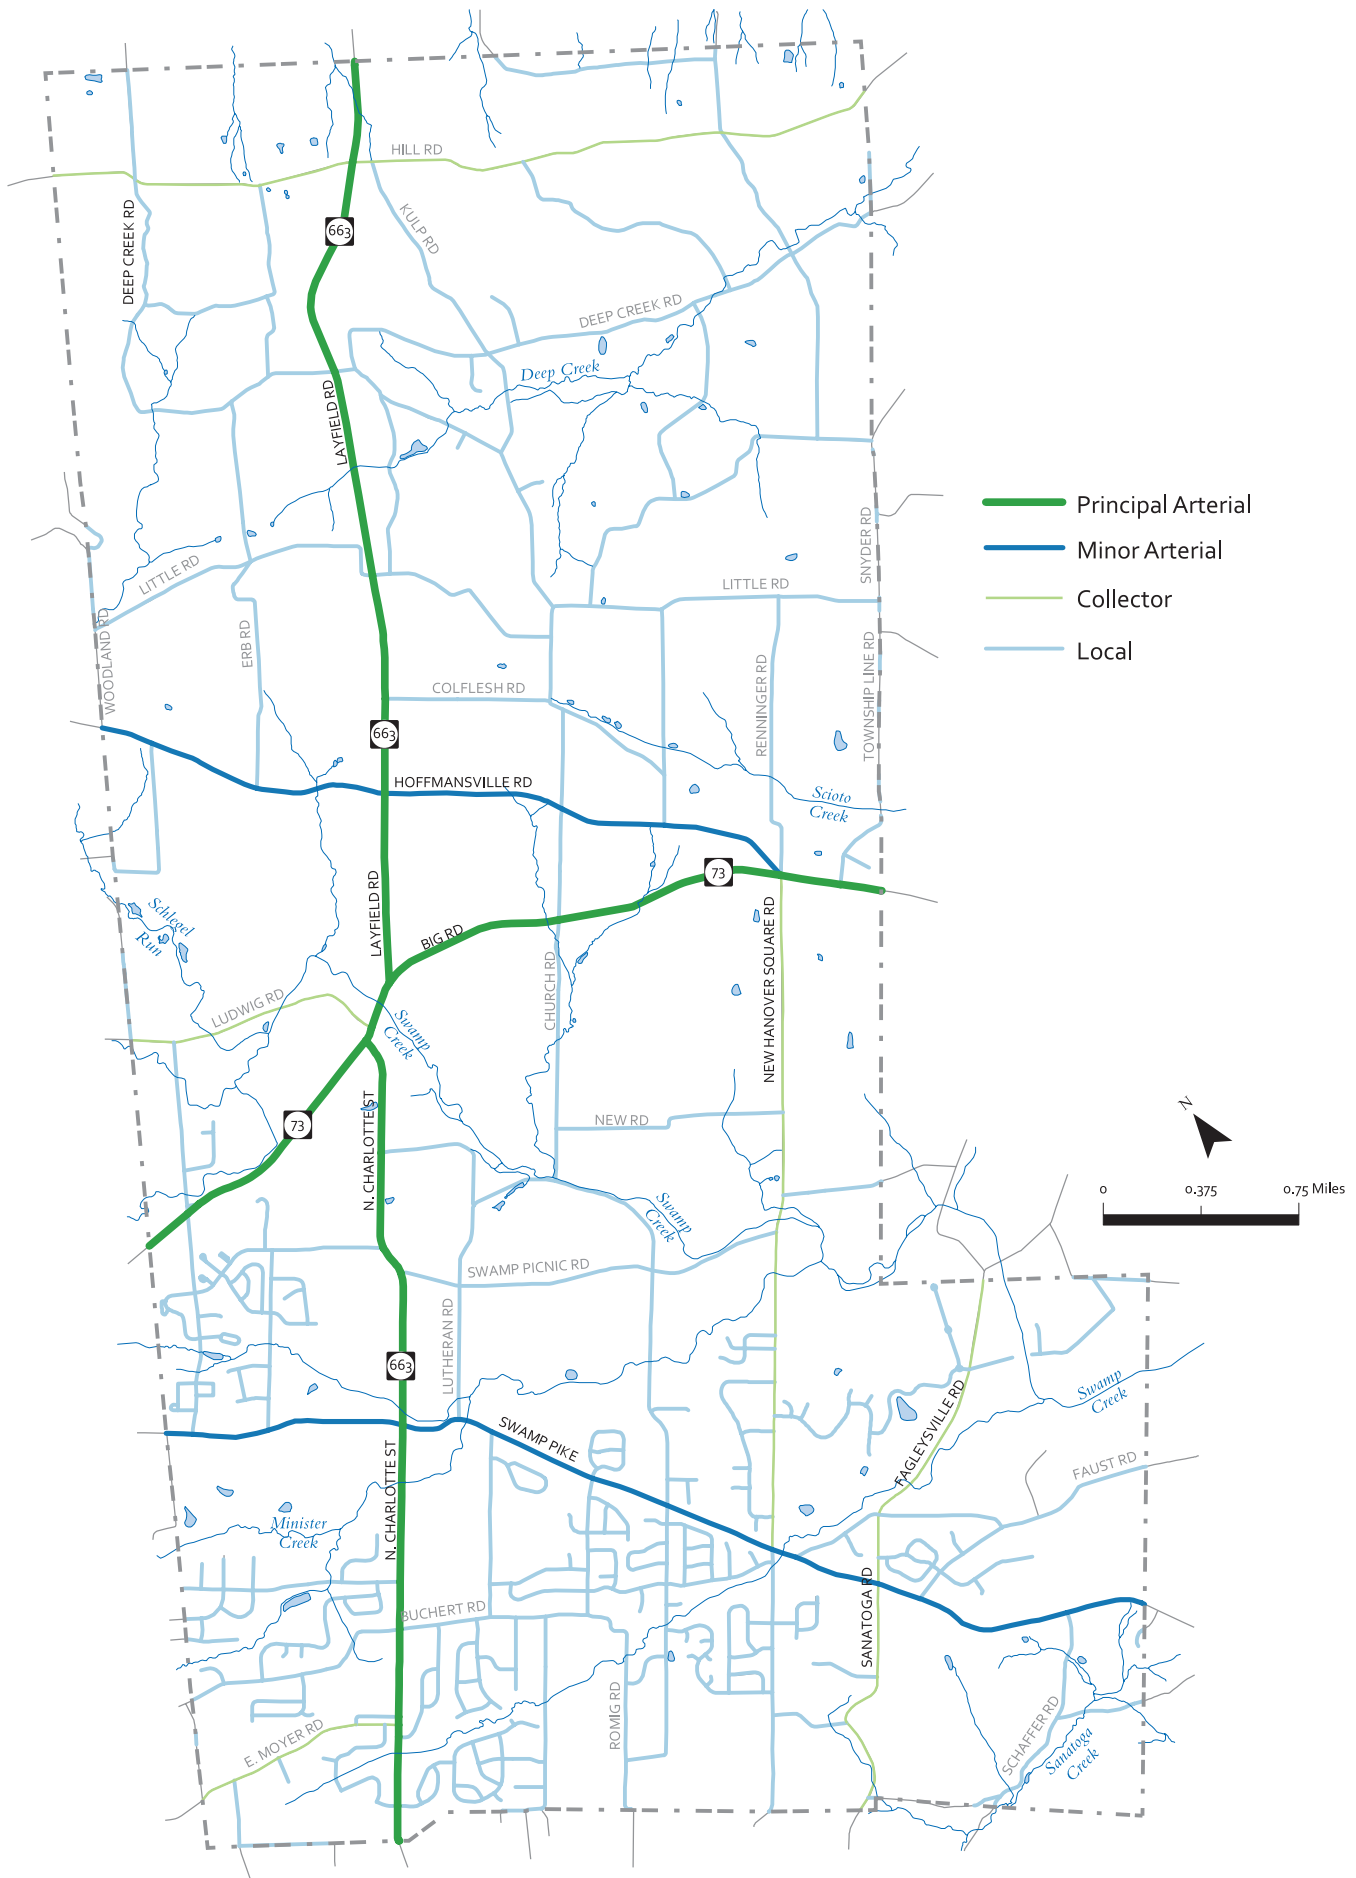 HILL RD
KULP RD
DEEP CREEK RD
663
DEEP CREEK RD
Deep Creek
LAYFIELD RD
Principal Arterial
Minor Arterial
Collector
Local
SNYDER RD
LITTLE RD
LITTLE RD
WOODLAND RD
ERB RD
COLFLESH RD
RENNINGER RD
TOWNSHIP LINE RD
663
HOFFMANSVILLE RD
Scioto
Creek
73
LAYFIELD RD
BIG RD
Schlegel
Run
CHURCH RD
NEW HANOVER SQUARE RD
LUDWIG RD
Swamp
Creek
73
N. CHARLOTTE ST
NEW RD
N
0
0.375
0.75 Miles
Swamp
Creek
SWAMP PICNIC RD
LUTHERAN RD
663
Swamp
Creek
FAGLEYSVILLE RD
SWAMP PIKE
FAUST RD
N. CHARLOTTE ST
Minister
Creek
SANATOGA RD
BUCHERT RD
ROMIG RD
SCHAFFER RD
Sanatoga
Creek
E. MOYER RD